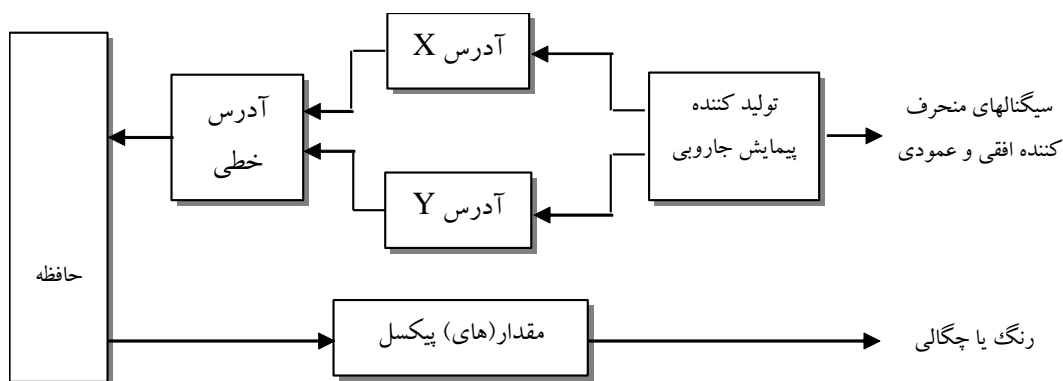 آدرس X
تولید کننده
پیمایش جاروبی
سیگنالهای منحرف
کننده افقی و عمودی
آدرس
خطی
آدرس Y
حافظه
مقدار(های) پیکسل
رنگ یا چگالی